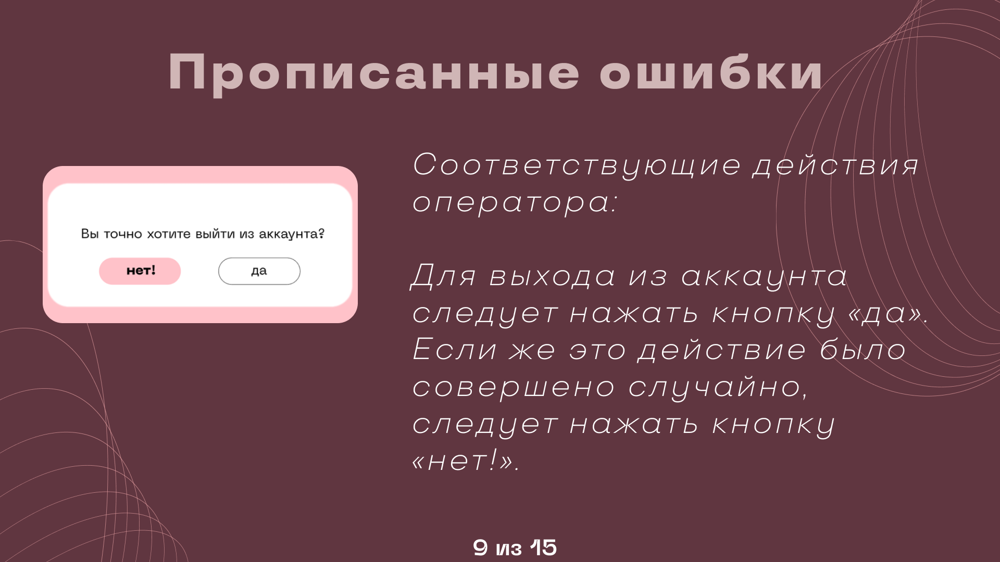 Прописанные ошибки
Вы точно хотите выйти из аккаунта?
нет!
да
Соответствующие действия
оператора:
Для выхода из аккаунта
следует нажать кнопку «да».
Если же это действие было
совершено случайно,
следует нажать кнопку
«нет!».
9 из 15